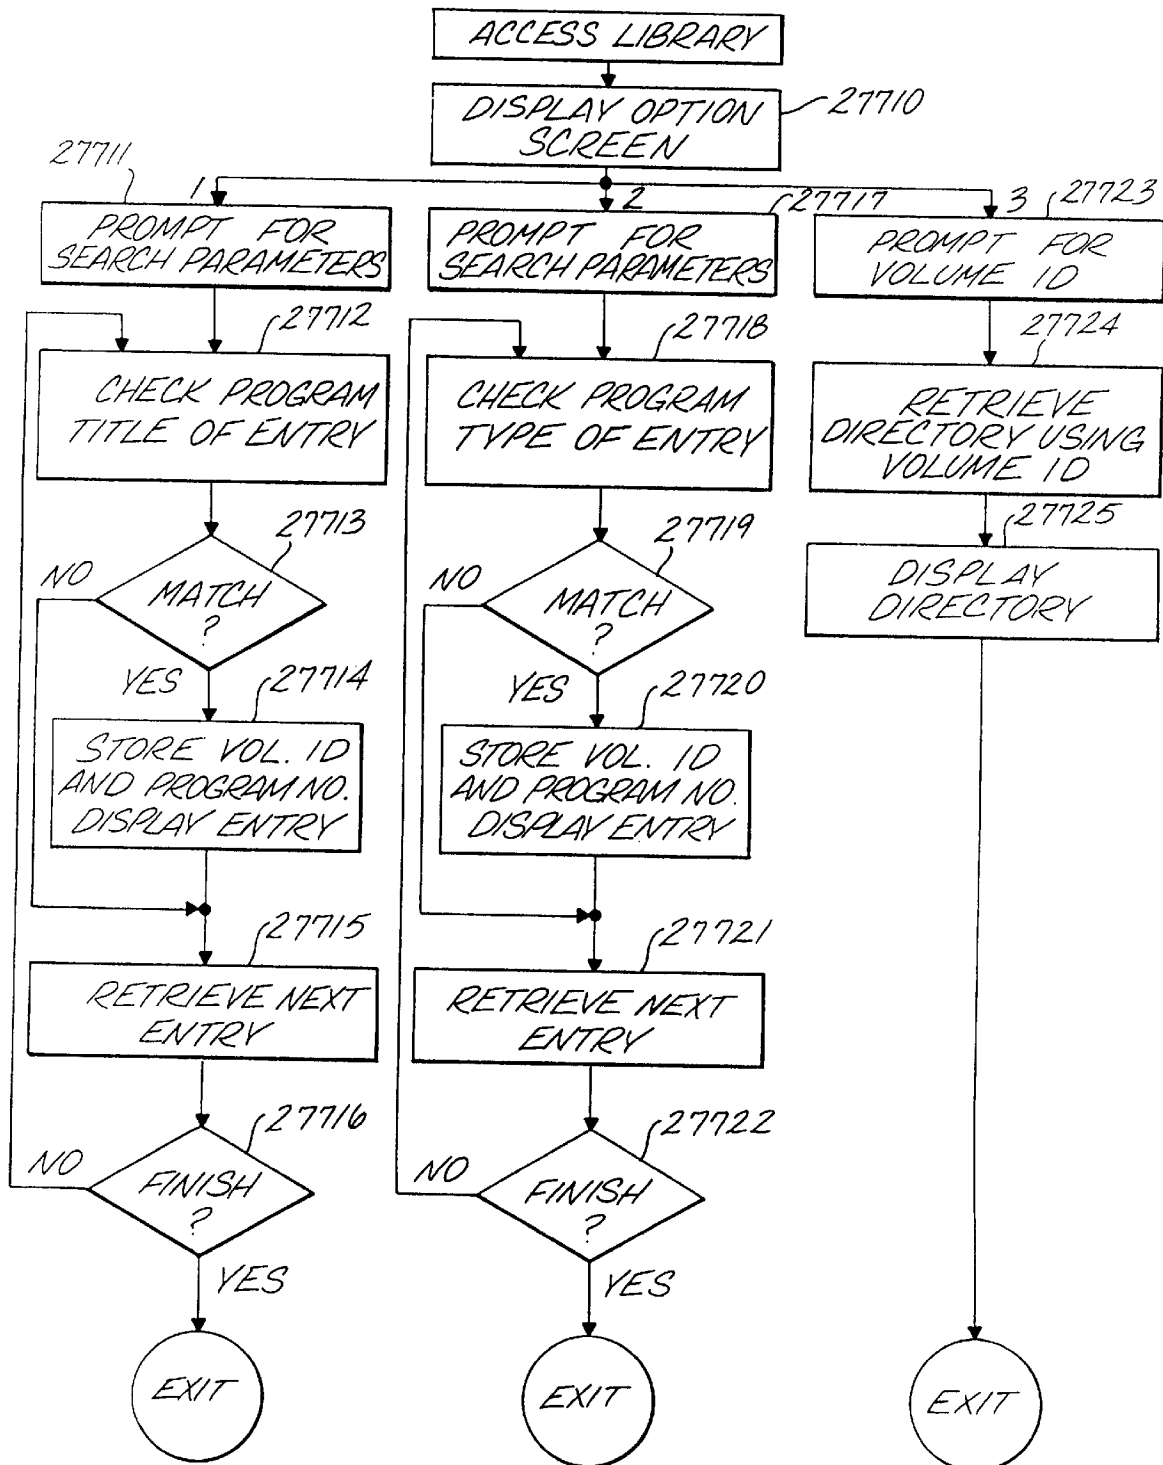 ACCESS LIBRARY
DISPLAY OPTION
SCREEN
27710
27711
1
PROMPT FOR
SEARCH PARAMETERS
2
27717
PROMPT FOR
SEARCH PARAMETERS
3
27723
PROMPT FOR
VOLUME ID
27712
CHECK PROGRAM
TITLE OF ENTRY
27718
CHECK PROGRAM
TYPE OF ENTRY
27724
RETRIEVE
DIRECTORY USING
VOLUME ID
27713
NO
MATCH
?
YES
27719
NO
MATCH
?
YES
27725
DISPLAY
DIRECTORY
27714
STORE VOL. ID
AND PROGRAM NO.
DISPLAY ENTRY
27720
STORE VOL. ID
AND PROGRAM NO.
DISPLAY ENTRY
27715
RETRIEVE NEXT
ENTRY
27721
RETRIEVE NEXT
ENTRY
27716
NO
FINISH
?
YES
27722
NO
FINISH
?
YES
EXIT
EXIT
EXIT